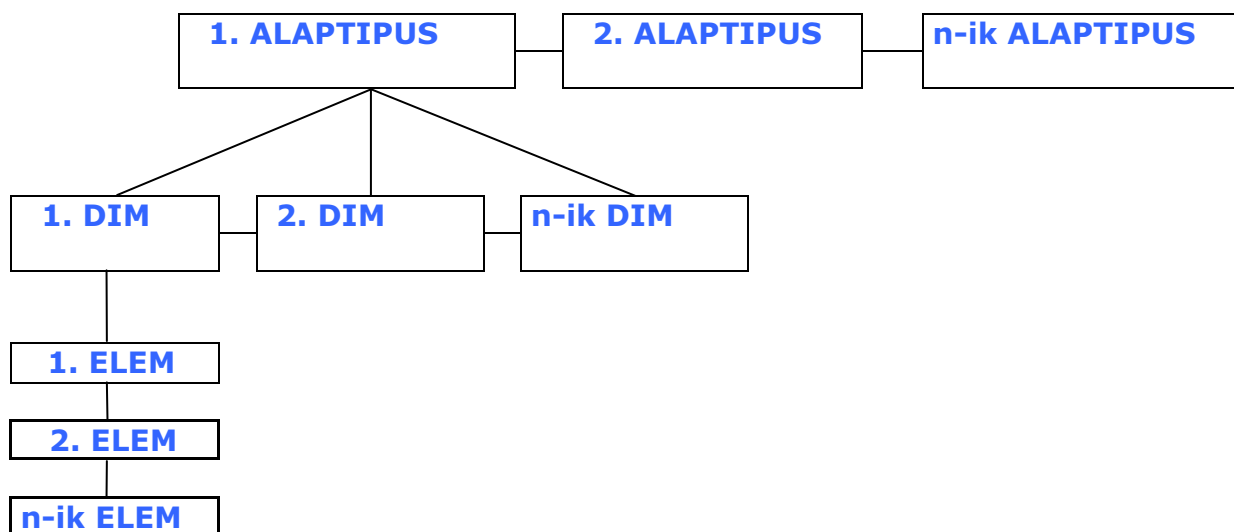 1. ALAPTIPUS
2. ALAPTIPUS
n-ik ALAPTIPUS
1. DIM
2. DIM
n-ik DIM
1. ELEM
2. ELEM
n-ik ELEM